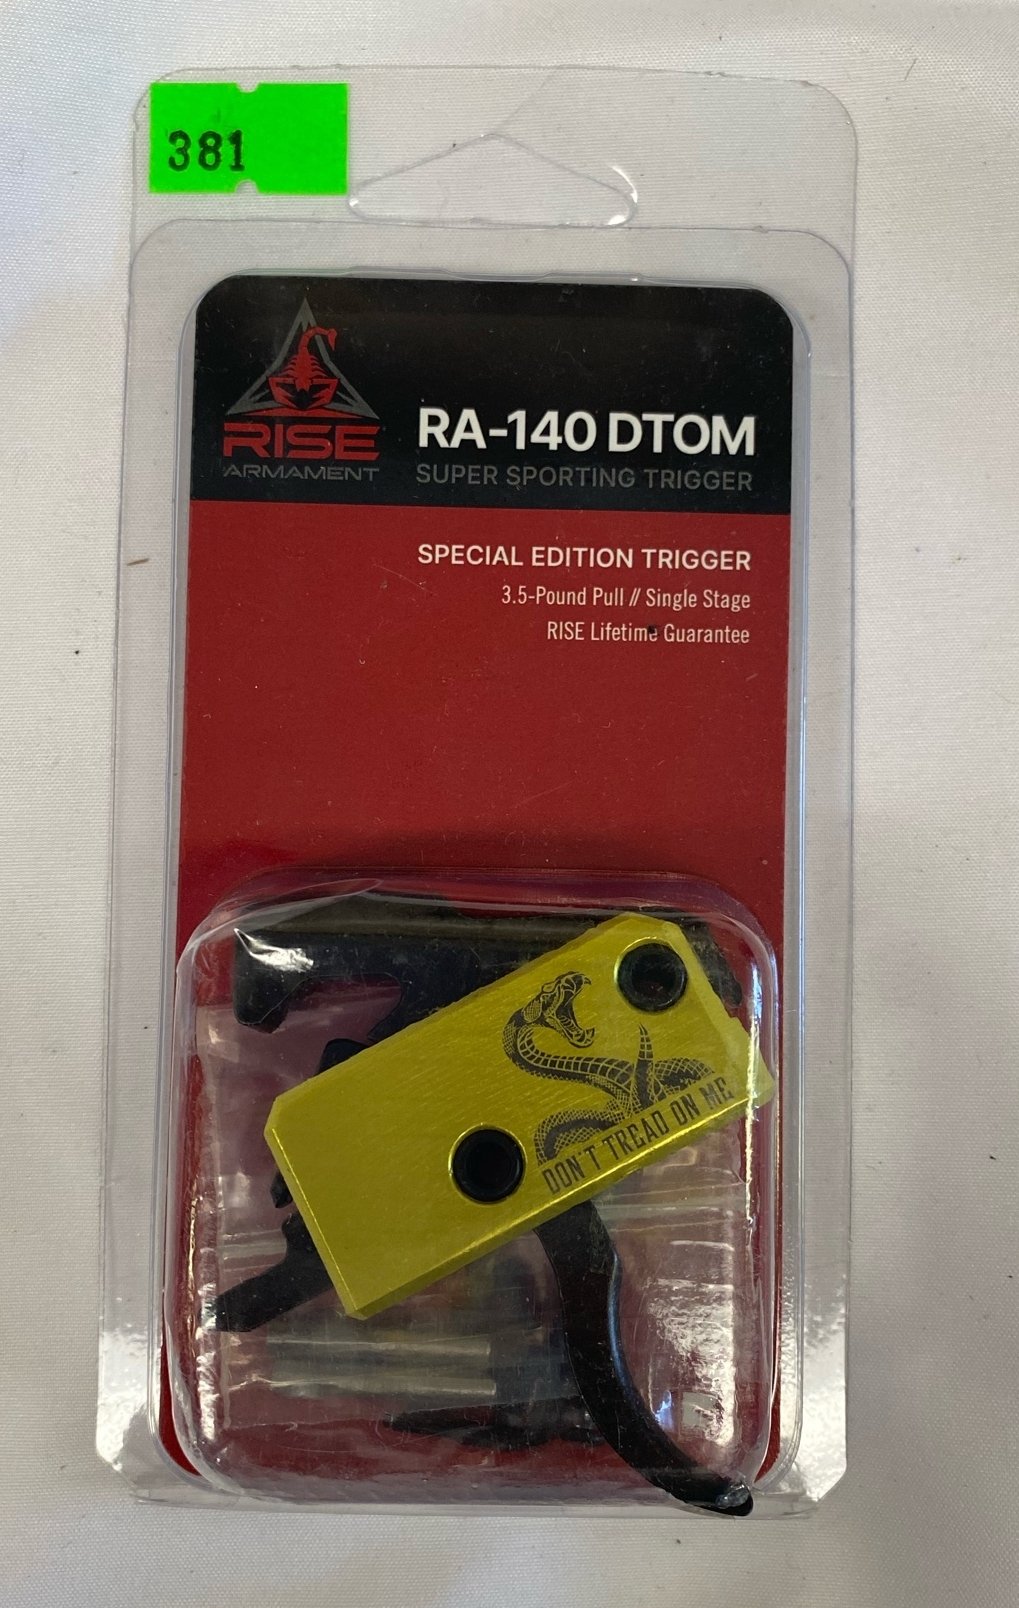 381
RISE
ARMAMENT
RA-140 DTOM
SUPER SPORTING TRIGGER
SPECIAL EDITION TRIGGER
3.5-Pound Pull // Single Stage
RISE Lifetime Guarantee
DON'T TREAD ON ME